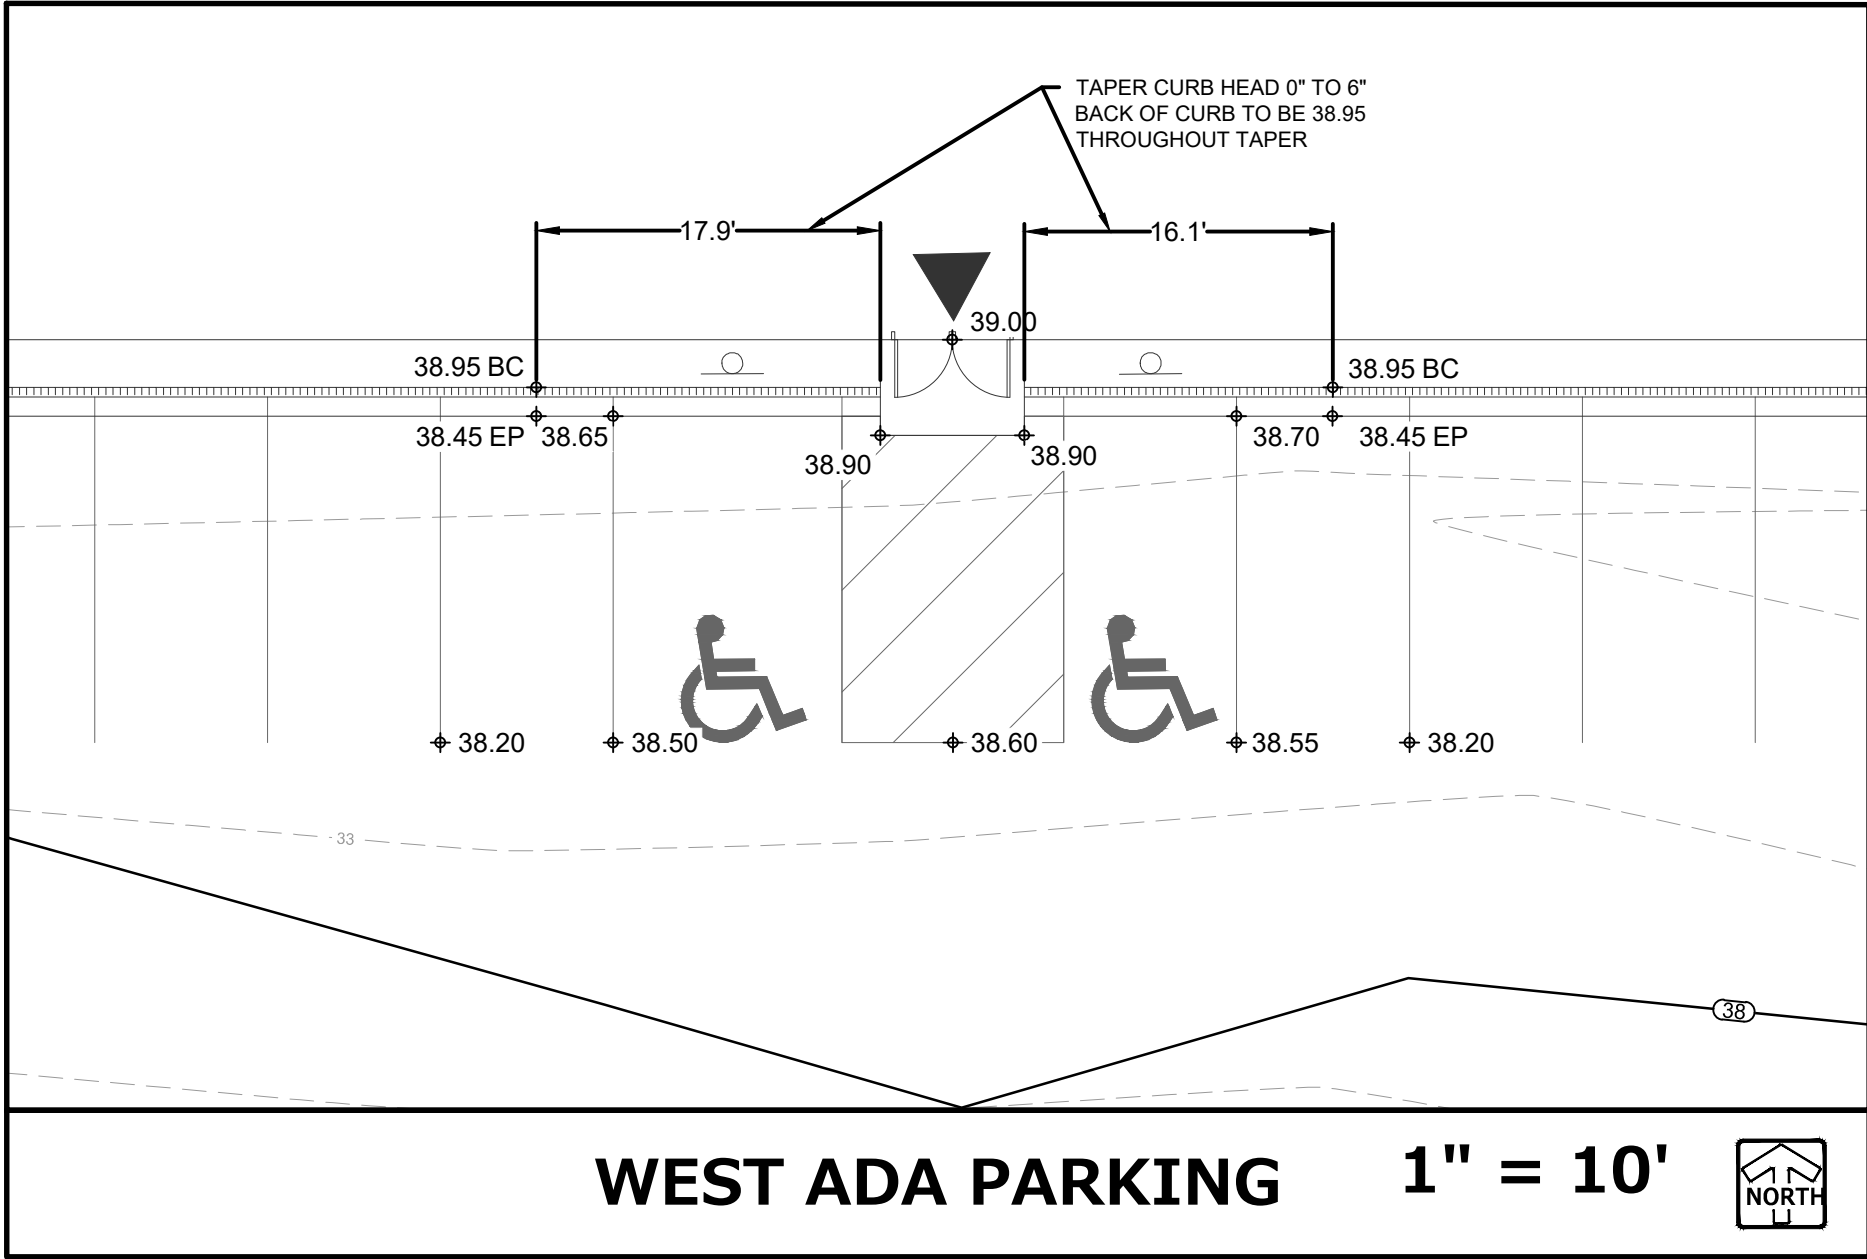 TAPER CURB HEAD 0" TO 6"
BACK OF CURB TO BE 38.95
THROUGHOUT TAPER
17.9'
16.1'
39.00
38.95 BC
38.95 BC
38.45 EP
38.65
38.70
38.45 EP
38.90
38.90
38.20
38.50
38.60
38.55
38.20
33
38
WEST ADA PARKING
1" = 10'
NORTH